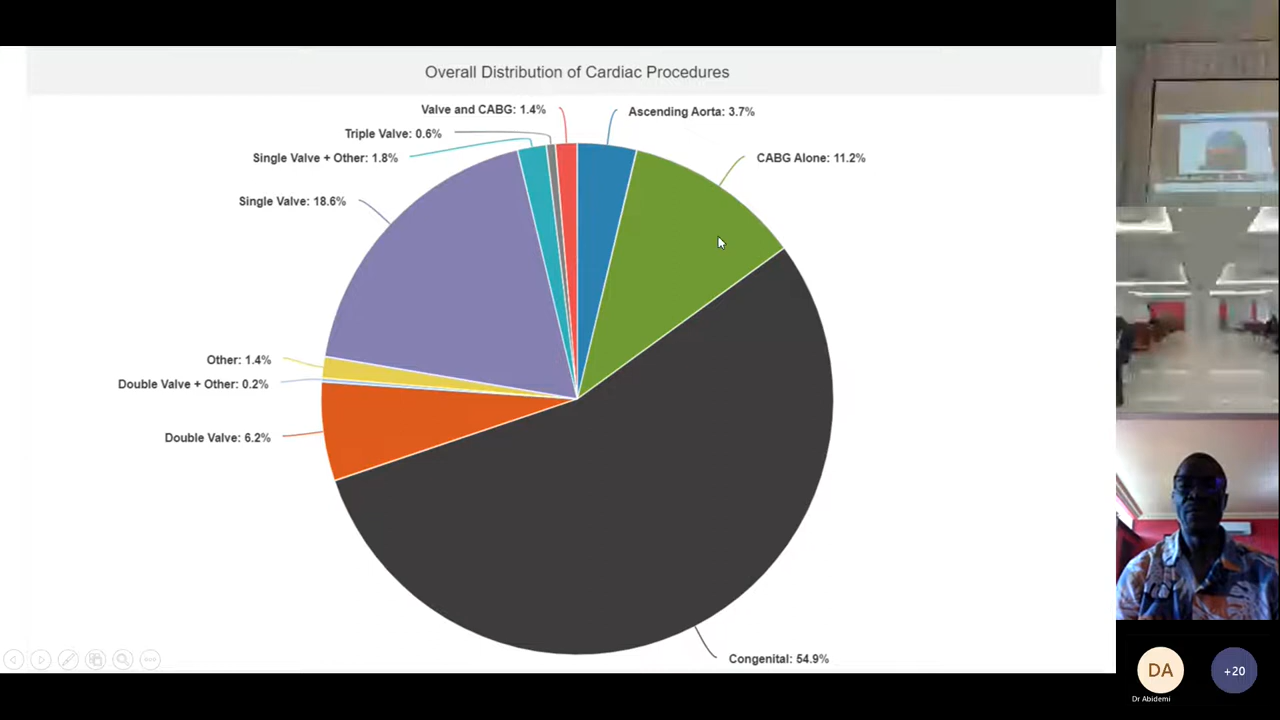 Overall Distribution of Cardiac Procedures
Valve and CABG: 1.4%
Ascending Aorta: 3.7%
Triple Valve: 0.6%
Single Valve + Other: 1.8%
CABG Alone: 11.2%
Single Valve: 18.6%
Other: 1.4%
Double Valve + Other: 0.2%
Double Valve: 6.2%
Congenital: 54.9%
DA
+20
Dr Abidemi